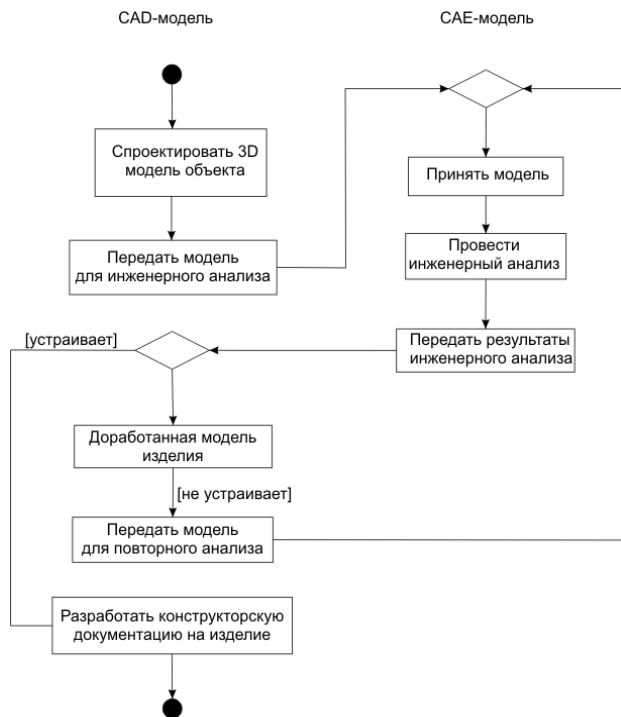 CAD-модель
CAE-модель
Спроектировать 3D
модель объекта
Принять модель
Передать модель
для инженерного анализа
Провести
инженерный анализ
[устраивает]
Передать результаты
инженерного анализа
Доработанная модель
изделия
[не устраивает]
Передать модель
для повторного анализа
Разработать конструкторскую
документацию на изделие